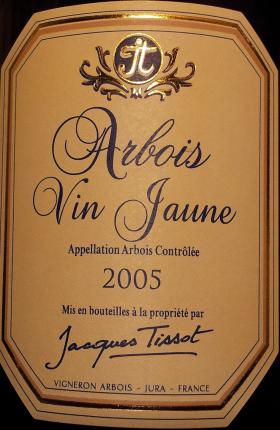 JT
Arbois
Vin Jaune
Appellation Arbois Contrôlée
2005
Mis en bouteilles à la propriété par
Jacques Tissot
VIGNERON ARBOIS - JURA - FRANCE